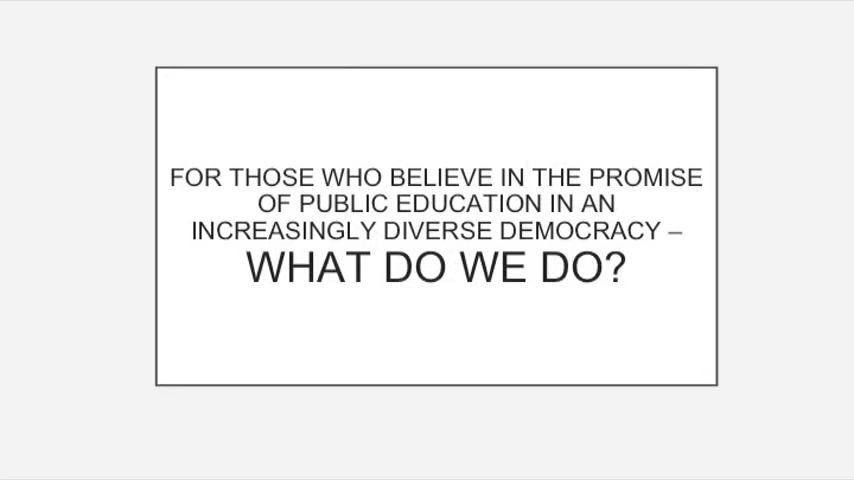 FOR THOSE WHO BELIEVE IN THE PROMISE
OF PUBLIC EDUCATION IN AN
INCREASINGLY DIVERSE DEMOCRACY –
WHAT DO WE DO?